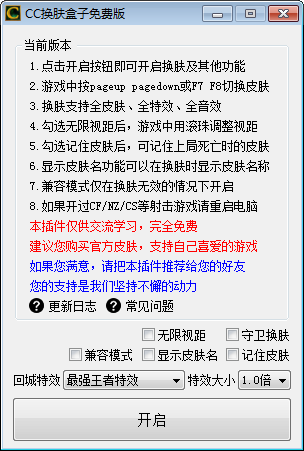 CC换肤盒子免费版
当前版本
1.点击开启按钮即可开启换肤及其他功能
2.游戏中按pageup pagedown或F7 F8切换皮肤
3.换肤支持全皮肤、全特效、全音效
4.勾选无限视距后，游戏中用滚珠调整视距
5.勾选记住皮肤后，可记住上局死亡时的皮肤
6.显示皮肤名功能可以在换肤时显示皮肤名称
7.兼容模式仅在换肤无效的情况下开启
8.如果开过CF/NZ/CS等射击游戏请重启电脑
本插件仅供交流学习，完全免费
建议您购买官方皮肤，支持自己喜爱的游戏
如果您满意，请把本插件推荐给您的好友
您的支持是我们坚持不懈的动力
? 更新日志 ? 常见问题
无限视距 守卫换肤
兼容模式 显示皮肤名 记住皮肤
回城特效 最强王者特效 特效大小 1.0倍
开启